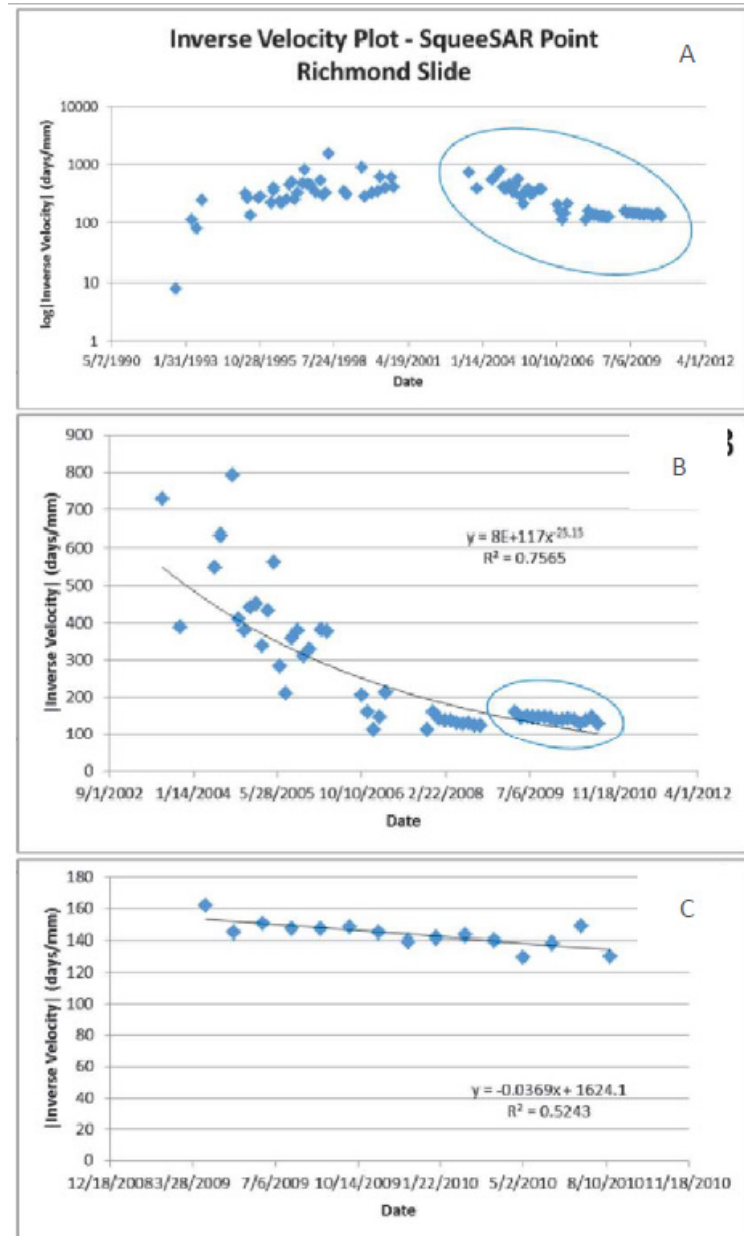 Inverse Velocity Plot - SqueeSAR Point
Richmond Slide
A
log|Inverse Velocity| (days/mm)
10000
1000
100
10
1
5/7/1990 1/31/1993 10/28/1995 7/24/1998 4/19/2001 1/14/2004 10/10/2006 7/6/2009 4/1/2012
Date
B
|Inverse Velocity| (days/mm)
900
800
700
600
500
400
300
200
100
0
y = 8E+117x^-25.15
R² = 0.7565
9/1/2002 1/14/2004 5/28/2005 10/10/2006 2/22/2008 7/6/2009 11/18/2010 4/1/2012
Date
C
|Inverse Velocity| (days/mm)
180
160
140
120
100
80
60
40
20
0
y = -0.0369x + 1624.1
R² = 0.5243
12/18/2008 3/28/2009 7/6/2009 10/14/2009 1/22/2010 5/2/2010 8/10/2010 11/18/2010
Date